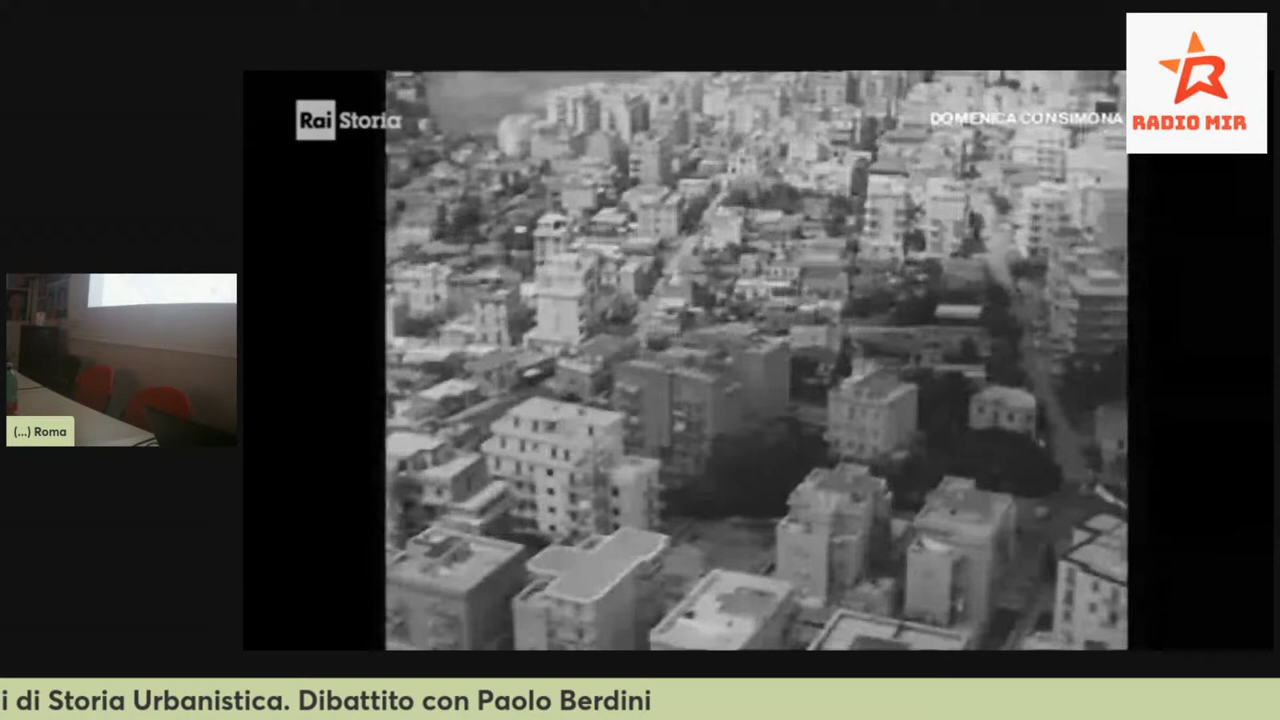 Rai Storia
DOMENICA CON SIMONA
RADIO MIR
(...) Roma
i di Storia Urbanistica. Dibattito con Paolo Berdini